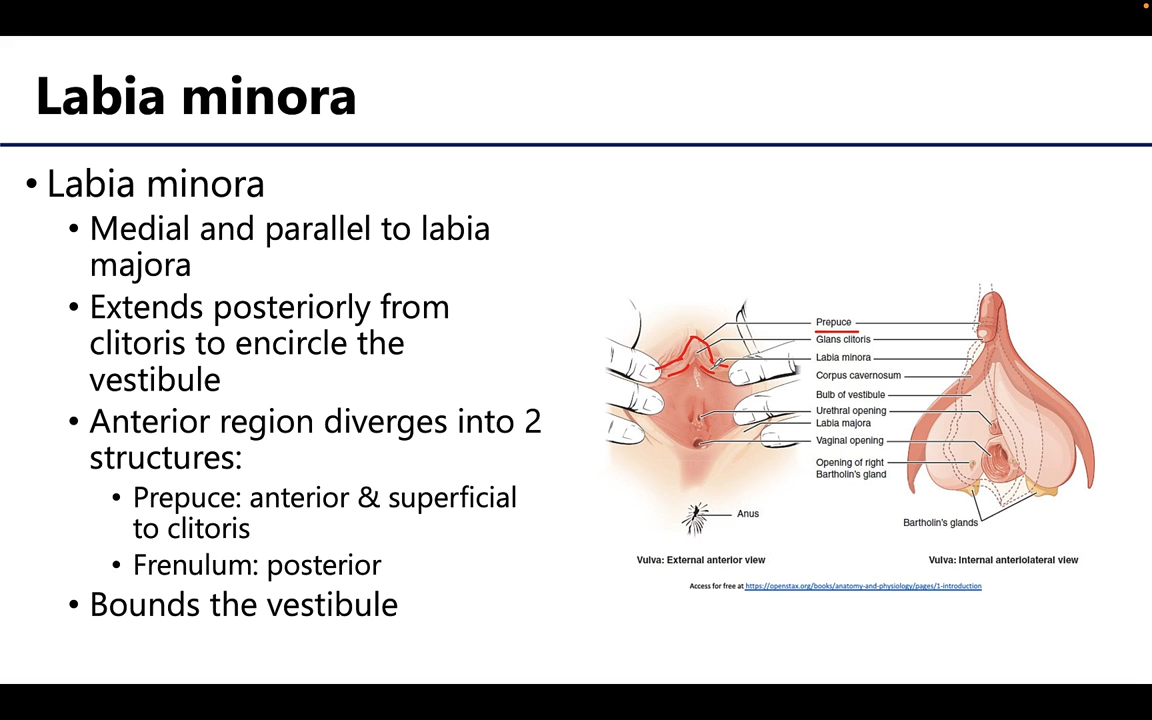 Labia minora
• Labia minora
• Medial and parallel to labia
majora
• Extends posteriorly from
clitoris to encircle the
vestibule
• Anterior region diverges into 2
structures:
• Prepuce: anterior & superficial
to clitoris
• Frenulum: posterior
• Bounds the vestibule
Prepuce
Glans clitoris
Labia minora
Corpus cavernosum
Bulb of vestibule
Urethral opening
Labia majora
Vaginal opening
Opening of right
Bartholin's gland
Anus
Bartholin's glands
Vulva: External anterior view
Vulva: Internal anteriolateral view
Access for free at https://openstax.org/books/anatomy-and-physiology/pages/1-introduction